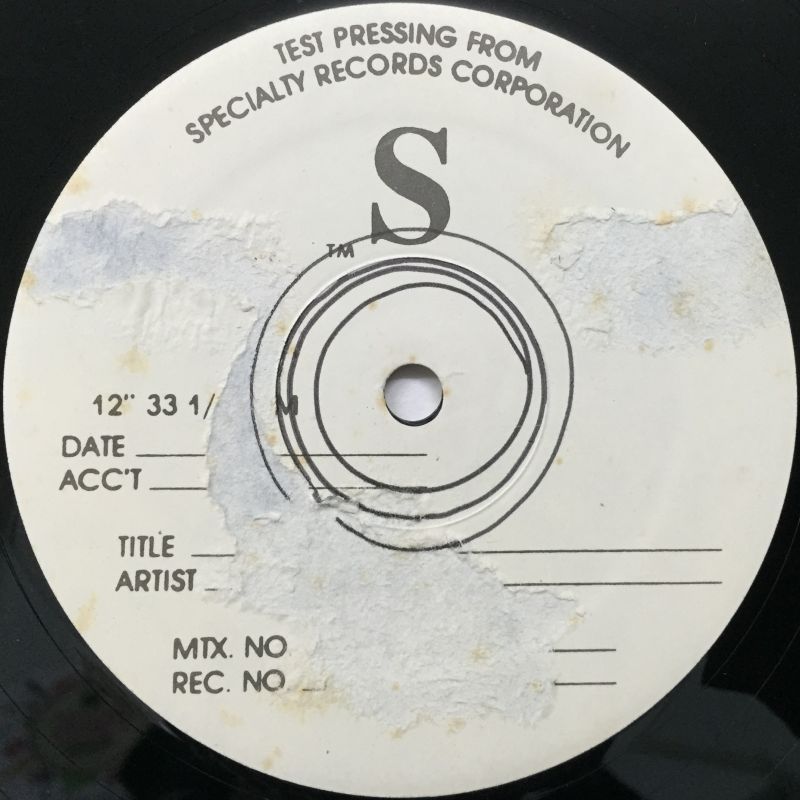 TEST PRESSING FROM
SPECIALTY RECORDS CORPORATION
S
TM
12" 33 1/ M
DATE
ACC'T
TITLE
ARTIST
MTX. NO
REC. NO